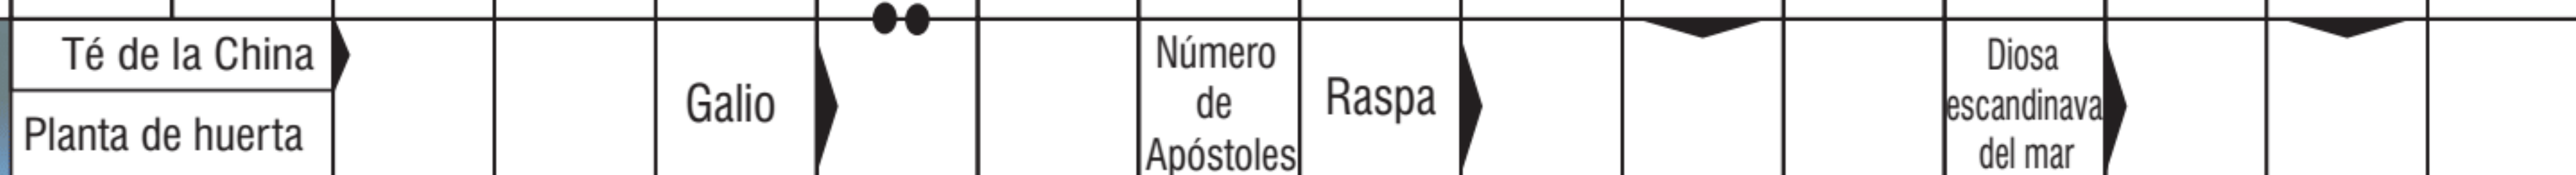 Té de la China
Planta de huerta
Galio
Número
de
Apóstoles
Raspa
Diosa
escandinava
del mar